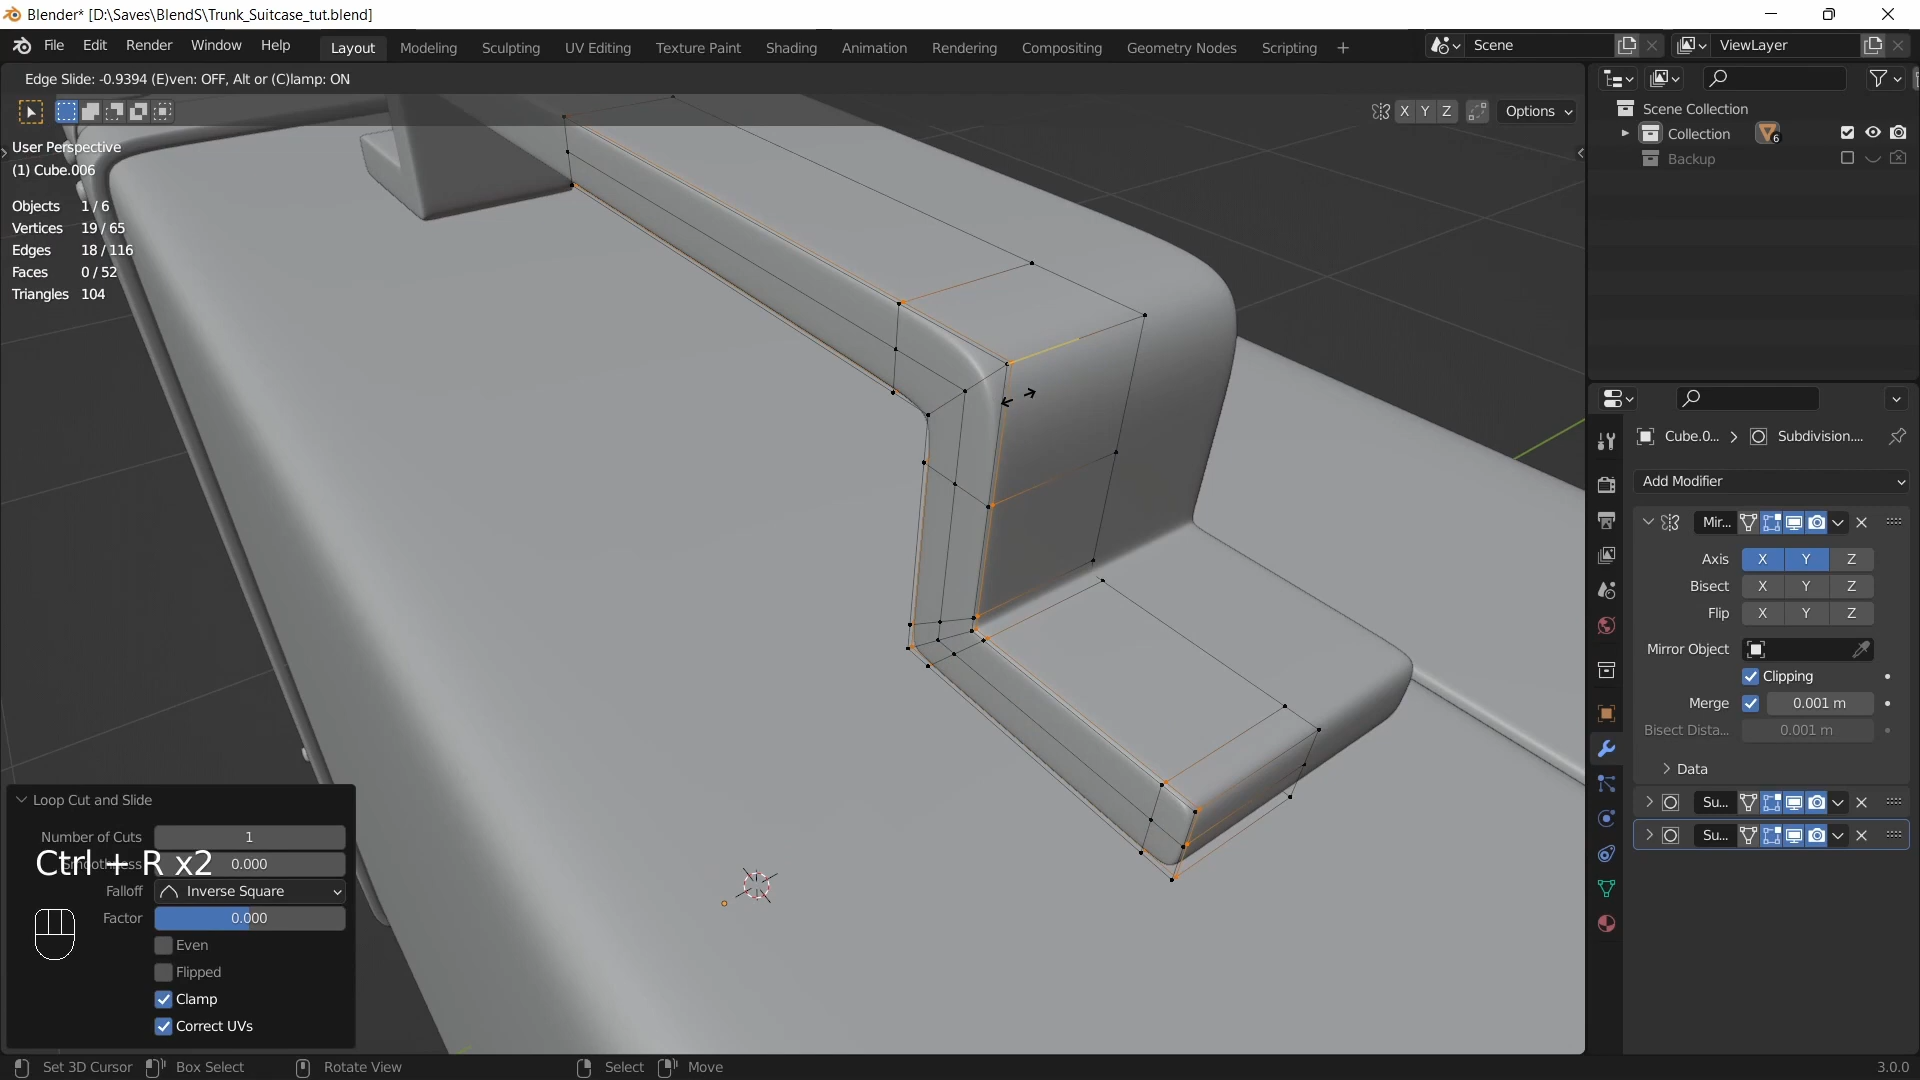 Blender* [D:\Saves\BlendS\Trunk_Suitcase_tut.blend]
File Edit Render Window Help Layout Modeling Sculpting UV Editing Texture Paint Shading Animation Rendering Compositing Geometry Nodes Scripting + Scene ViewLayer
Edge Slide: -0.9394 (E)ven: OFF, Alt or (C)lamp: ON
X Y Z Options
User Perspective
(1) Cube.006
Objects 1/6
Vertices 19/65
Edges 18/116
Faces 0/52
Triangles 104
Scene Collection
Collection 6
Backup
Cube.0... > Subdivision....
Add Modifier
Mir...
Axis X Y Z
Bisect X Y Z
Flip X Y Z
Mirror Object
Clipping
Merge 0.001 m
Bisect Dista... 0.001 m
Data
Su...
Su...
Loop Cut and Slide
Number of Cuts 1
Smoothness 0.000
Ctrl + R x2
Falloff Inverse Square
Factor 0.000
Even
Flipped
Clamp
Correct UVs
Set 3D Cursor Box Select Rotate View Select Move 3.0.0